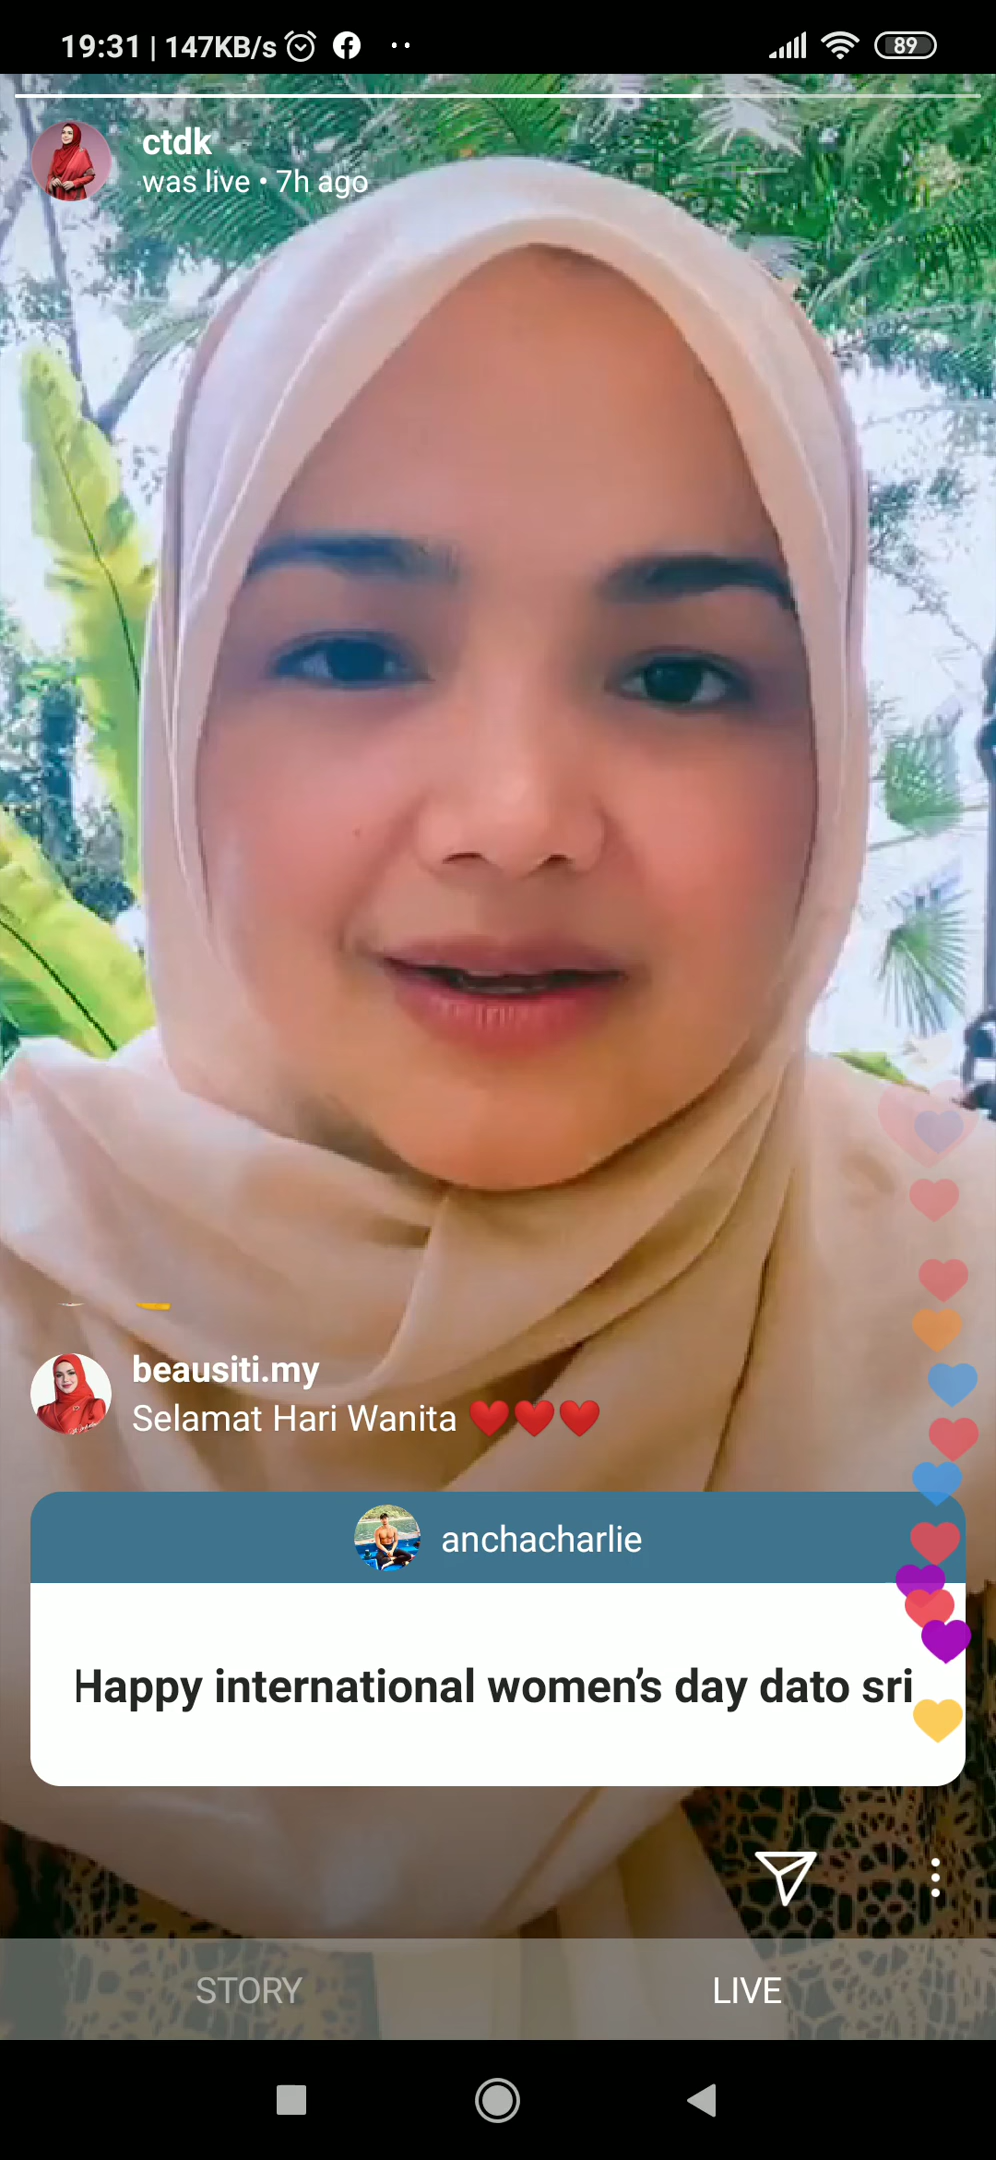 19:31 | 147KB/s
89
ctdk
was live • 7h ago
beausiti.my
Selamat Hari Wanita ❤️❤️❤️
anchacharlie
Happy international women's day dato sri
STORY
LIVE